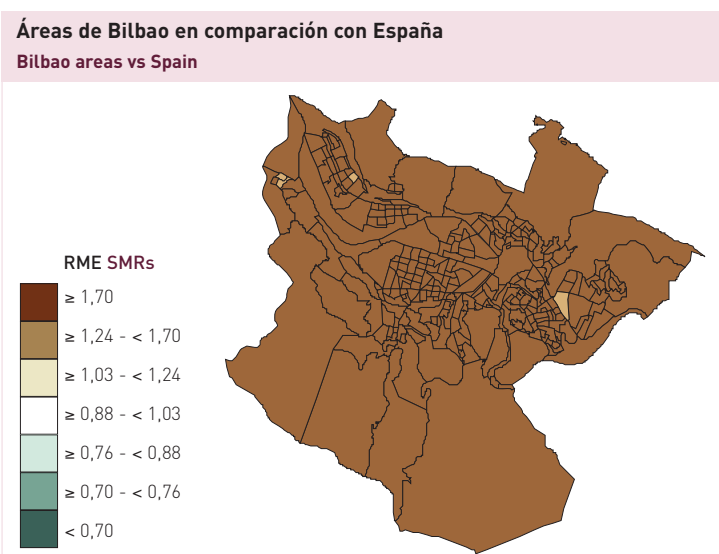 Áreas de Bilbao en comparación con España
Bilbao areas vs Spain
RME SMRs
≥ 1,70
≥ 1,24 - < 1,70
≥ 1,03 - < 1,24
≥ 0,88 - < 1,03
≥ 0,76 - < 0,88
≥ 0,70 - < 0,76
< 0,70